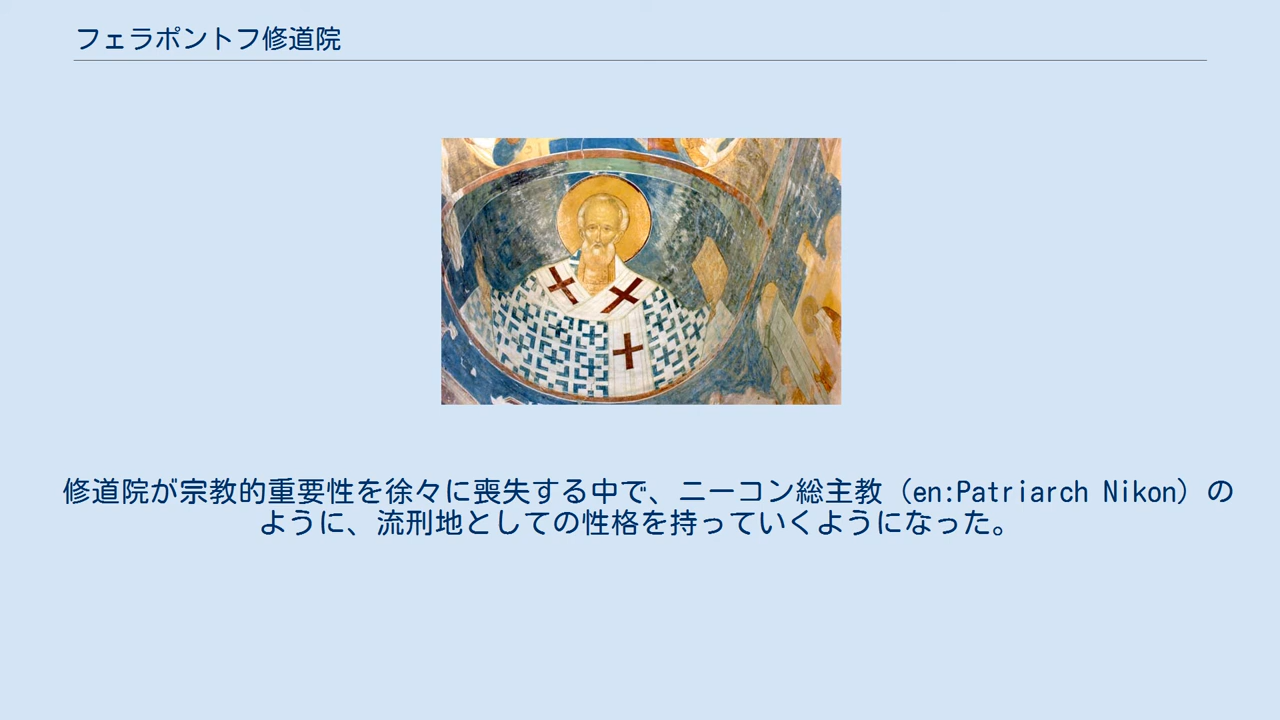 フェラポントフ修道院
修道院が宗教的重要性を徐々に喪失する中で、ニーコン総主教（en:Patriarch Nikon）の
ように、流刑地としての性格を持っていくようになった。